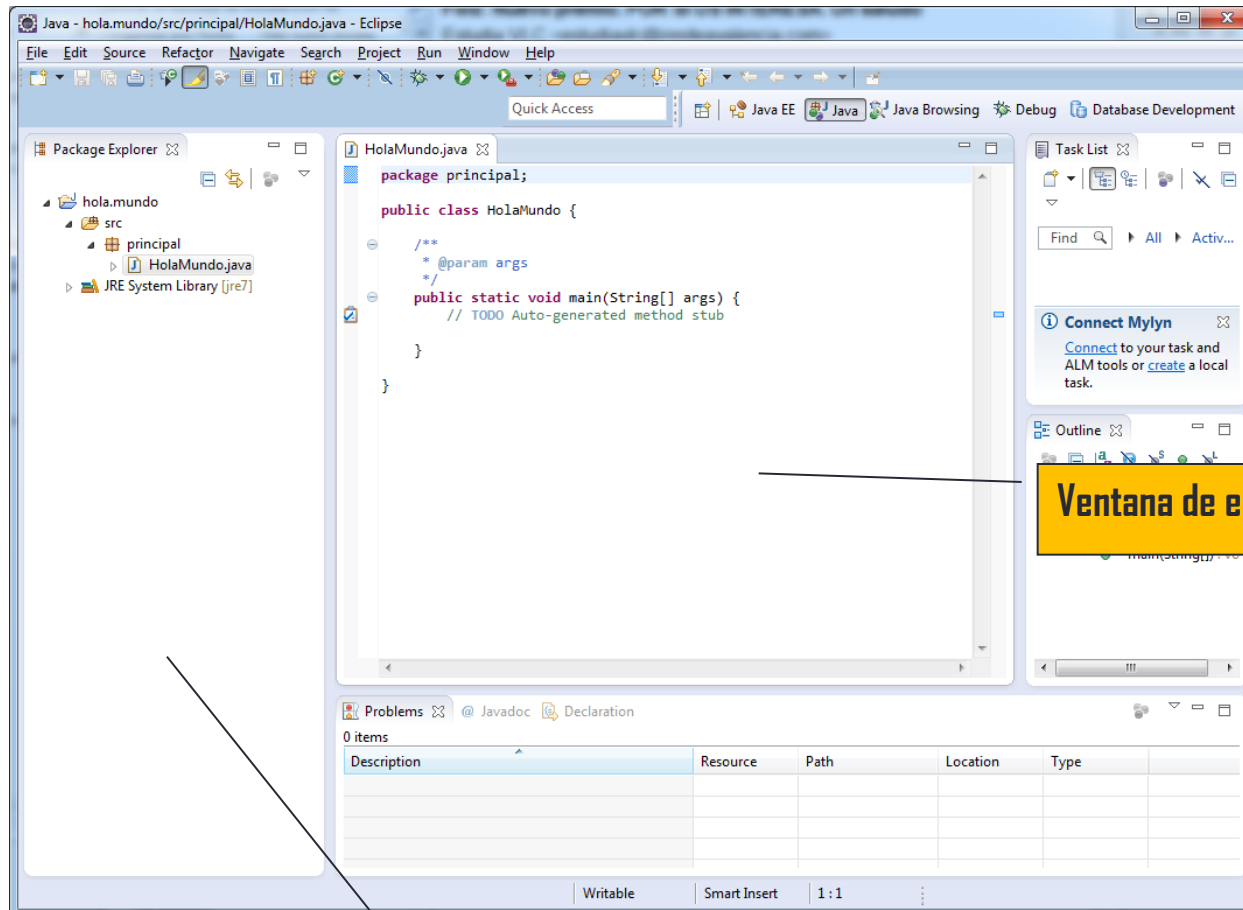 Java - hola.mundo/src/principal/HolaMundo.java - Eclipse
File Edit Source Refactor Navigate Search Project Run Window Help
Quick Access Java EE Java Java Browsing Debug Database Development
Package Explorer
hola.mundo
src
principal
HolaMundo.java
JRE System Library [jre7]
HolaMundo.java
package principal;
public class HolaMundo {
/**
* @param args
*/
public static void main(String[] args) {
// TODO Auto-generated method stub
}
}
Task List
Find All Activ...
Connect Mylyn
Connect to your task and
ALM tools or create a local
task.
Outline
Ventana de e
main(String[])
Problems @ Javadoc Declaration
0 items
Description Resource Path Location Type
Writable Smart Insert 1 : 1